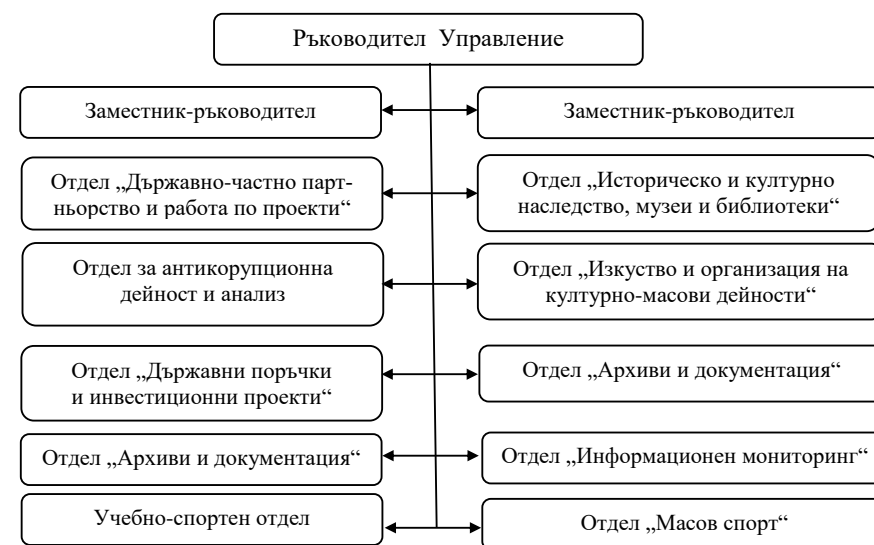 Ръководител Управление
Заместник-ръководител
Заместник-ръководител
Отдел „Държавно-частно парт-
ньорство и работа по проекти“
Отдел „Историческо и културно
наследство, музеи и библиотеки“
Отдел за антикорупционна
дейност и анализ
Отдел „Изкуство и организация на
културно-масови дейности“
Отдел „Държавни поръчки
и инвестиционни проекти“
Отдел „Архиви и документация“
Отдел „Архиви и документация“
Отдел „Информационен мониторинг“
Учебно-спортен отдел
Отдел „Масов спорт“